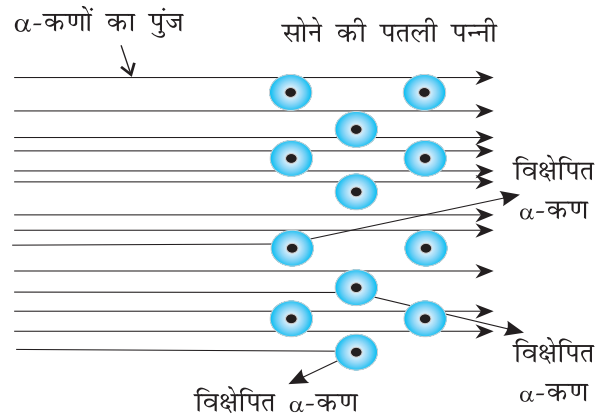 α-कणों का पुंज
सोने की पतली पन्नी
विक्षेपित
α-कण
विक्षेपित
α-कण
विक्षेपित α-कण